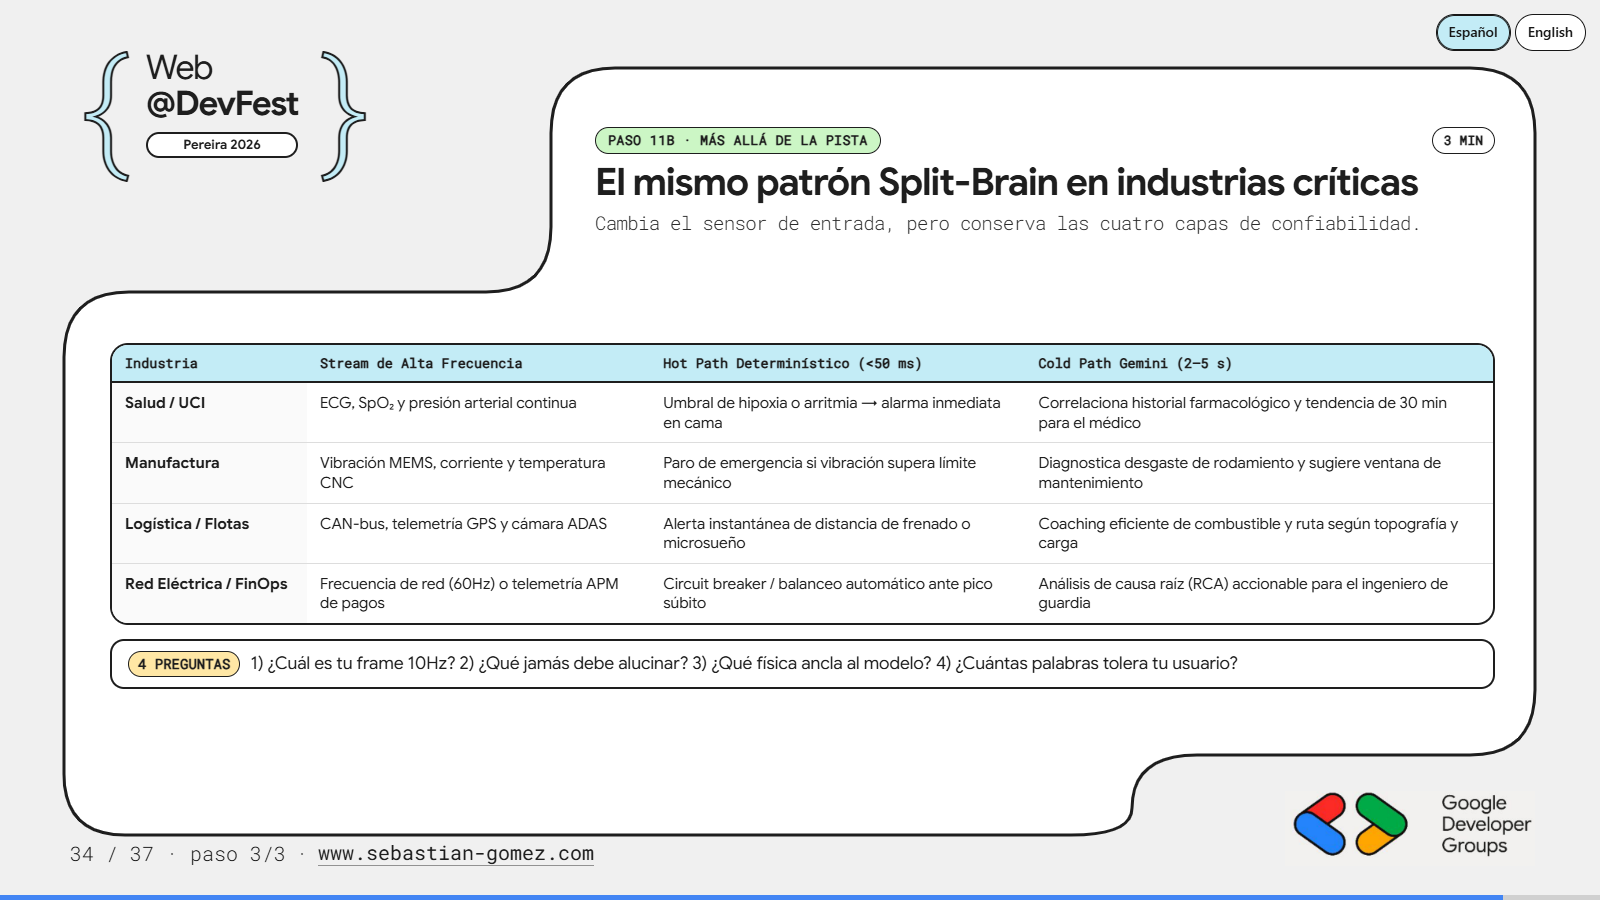 Español
English
Web
@DevFest
Pereira 2026
PASO 11B · MÁS ALLÁ DE LA PISTA
3 MIN
El mismo patrón Split-Brain en industrias críticas
Cambia el sensor de entrada, pero conserva las cuatro capas de confiabilidad.
Industria
Stream de Alta Frecuencia
Hot Path Determinístico (<50 ms)
Cold Path Gemini (2–5 s)
Salud / UCI
ECG, SpO₂ y presión arterial continua
Umbral de hipoxia o arritmia → alarma inmediata
en cama
Correlaciona historial farmacológico y tendencia de 30 min
para el médico
Manufactura
Vibración MEMS, corriente y temperatura
CNC
Paro de emergencia si vibración supera límite
mecánico
Diagnostica desgaste de rodamiento y sugiere ventana de
mantenimiento
Logística / Flotas
CAN-bus, telemetría GPS y cámara ADAS
Alerta instantánea de distancia de frenado o
microsueño
Coaching eficiente de combustible y ruta según topografía y
carga
Red Eléctrica / FinOps
Frecuencia de red (60Hz) o telemetría APM
de pagos
Circuit breaker / balanceo automático ante pico
súbito
Análisis de causa raíz (RCA) accionable para el ingeniero de
guardia
4 PREGUNTAS 1) ¿Cuál es tu frame 10Hz? 2) ¿Qué jamás debe alucinar? 3) ¿Qué física ancla al modelo? 4) ¿Cuántas palabras tolera tu usuario?
34 / 37 · paso 3/3 · www.sebastian-gomez.com
Google
Developer
Groups